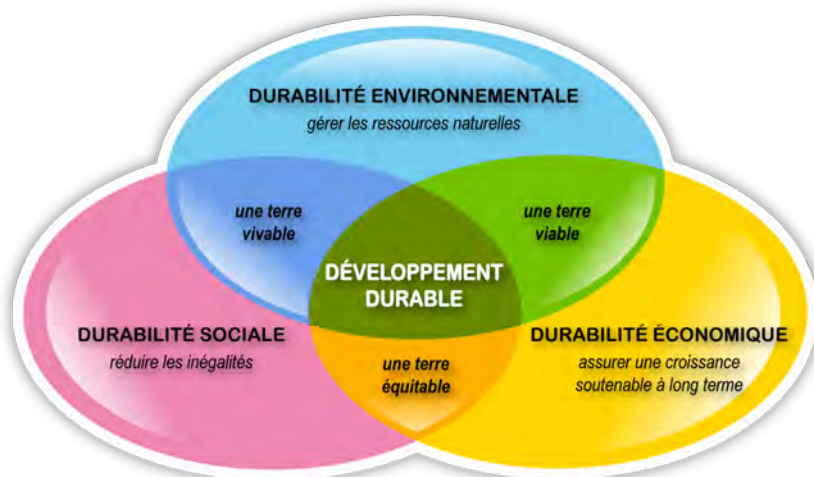 DURABILITÉ ENVIRONNEMENTALE
gérer les ressources naturelles
une terre
vivable
une terre
viable
DÉVELOPPEMENT
DURABLE
DURABILITÉ SOCIALE
réduire les inégalités
DURABILITÉ ÉCONOMIQUE
assurer une croissance
soutenable à long terme
une terre
équitable